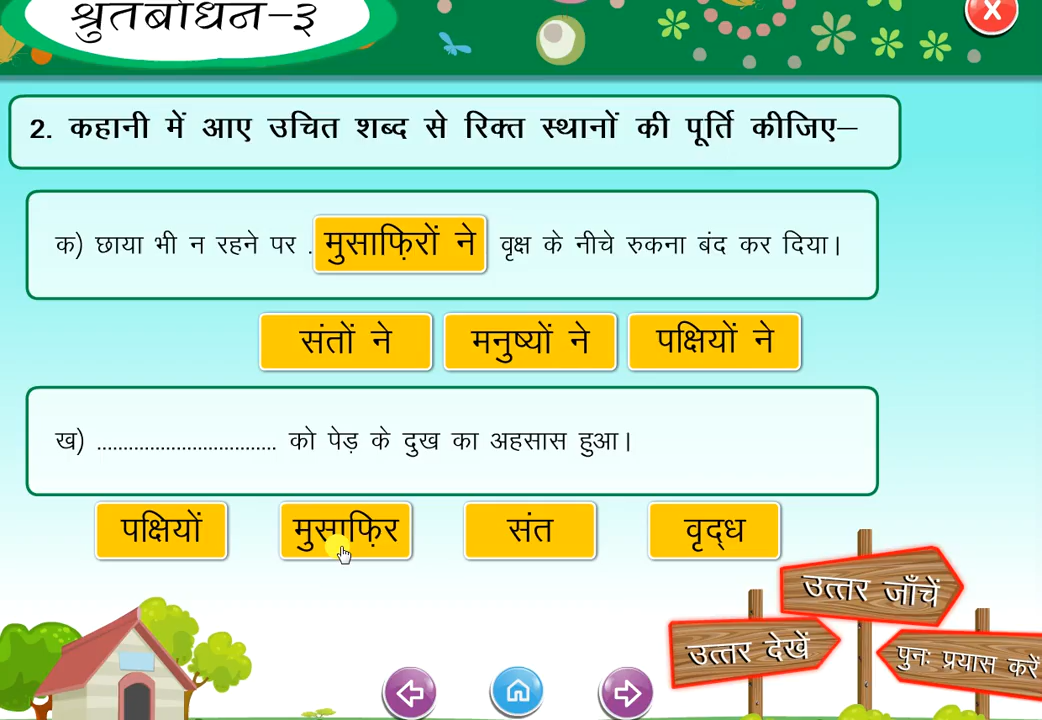 श्रुतबोधन–३
2. कहानी में आए उचित शब्द से रिक्त स्थानों की पूर्ति कीजिए–
क) छाया भी न रहने पर . मुसाफ़िरों ने वृक्ष के नीचे रुकना बंद कर दिया।
संतों ने मनुष्यों ने पक्षियों ने
ख) ................................. को पेड़ के दुख का अहसास हुआ।
पक्षियों मुसाफ़िर संत वृद्ध
उत्तर जाँचें
उत्तर देखें
पुनः प्रयास करें